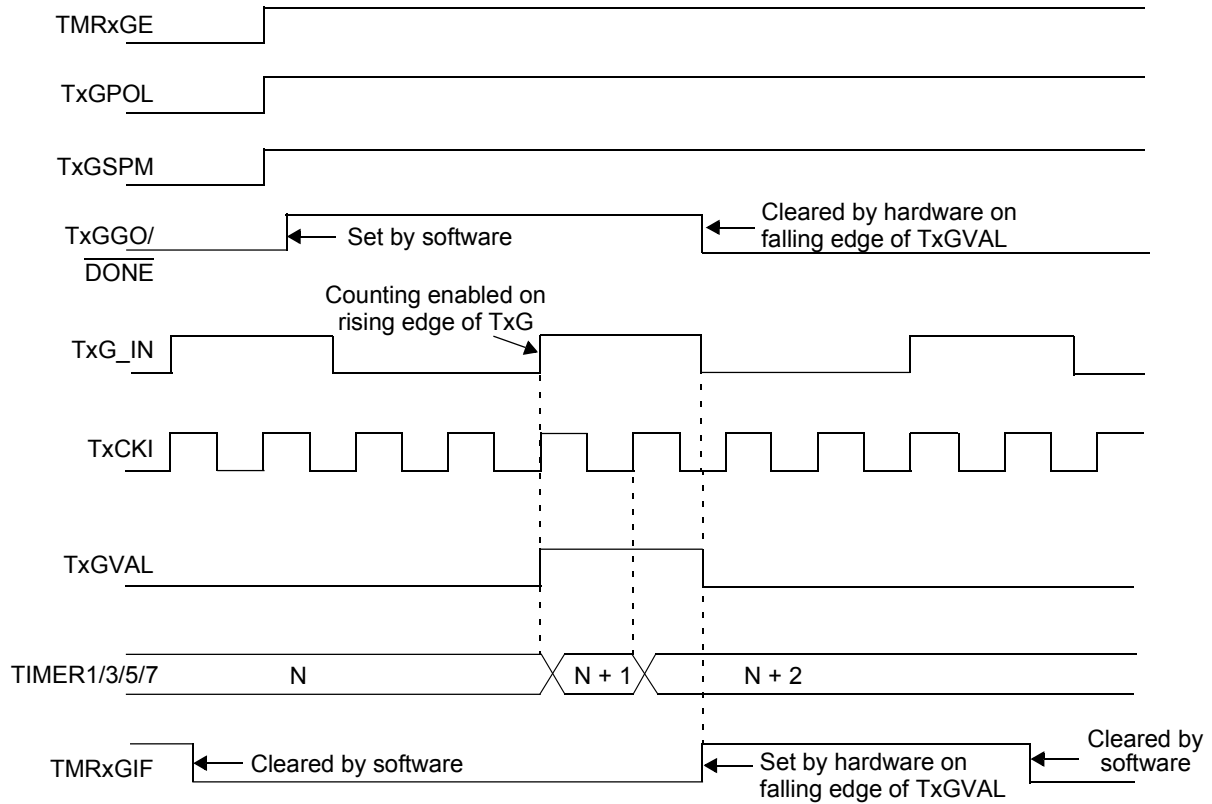 TMRxGE
TxGPOL
TxGSPM
TxGGO/
DONE
Set by software
Cleared by hardware on
falling edge of TxGVAL
Counting enabled on
rising edge of TxG
TxG_IN
TxCKI
TxGVAL
TIMER1/3/5/7
N
N + 1
N + 2
TMRxGIF
Cleared by software
Set by hardware on
falling edge of TxGVAL
Cleared by
software